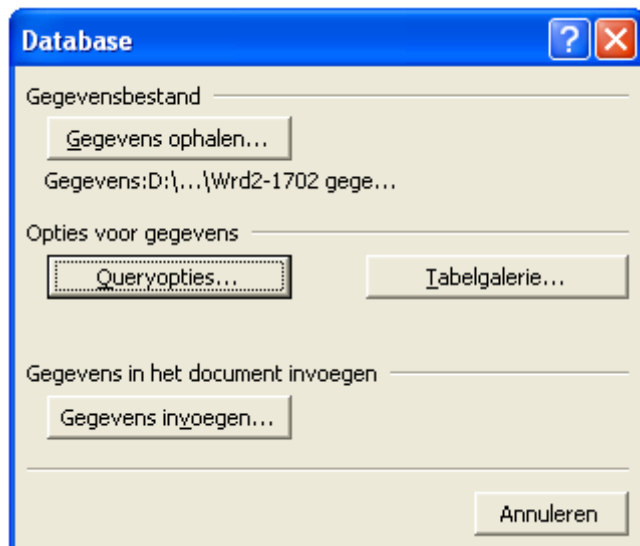 Database
Gegevensbestand
Gegevens ophalen...
Gegevens:D:\...\Wrd2-1702 gege...
Opties voor gegevens
Queryopties... Tabelgalerie...
Gegevens in het document invoegen
Gegevens invoegen...
Annuleren